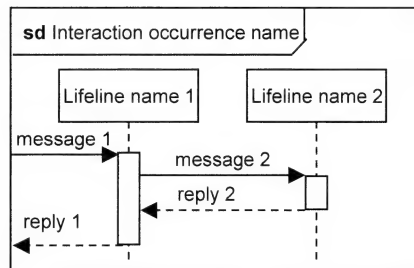 sd Interaction occurrence name
Lifeline name 1
Lifeline name 2
message 1
message 2
reply 2
reply 1